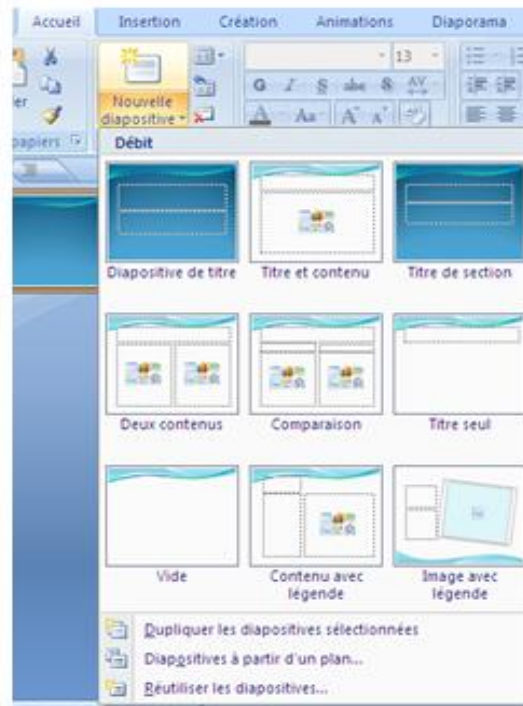 Accueil Insertion Création Animations Diaporama
13
G I S abc S AV
Nouvelle
diapositive
A Aa A A
papiers
Débit
Diapositive de titre Titre et contenu Titre de section
Deux contenus Comparaison Titre seul
Vide Contenu avec légende Image avec légende
Dupliquer les diapositives sélectionnées
Diapositives à partir d'un plan...
Réutiliser les diapositives...